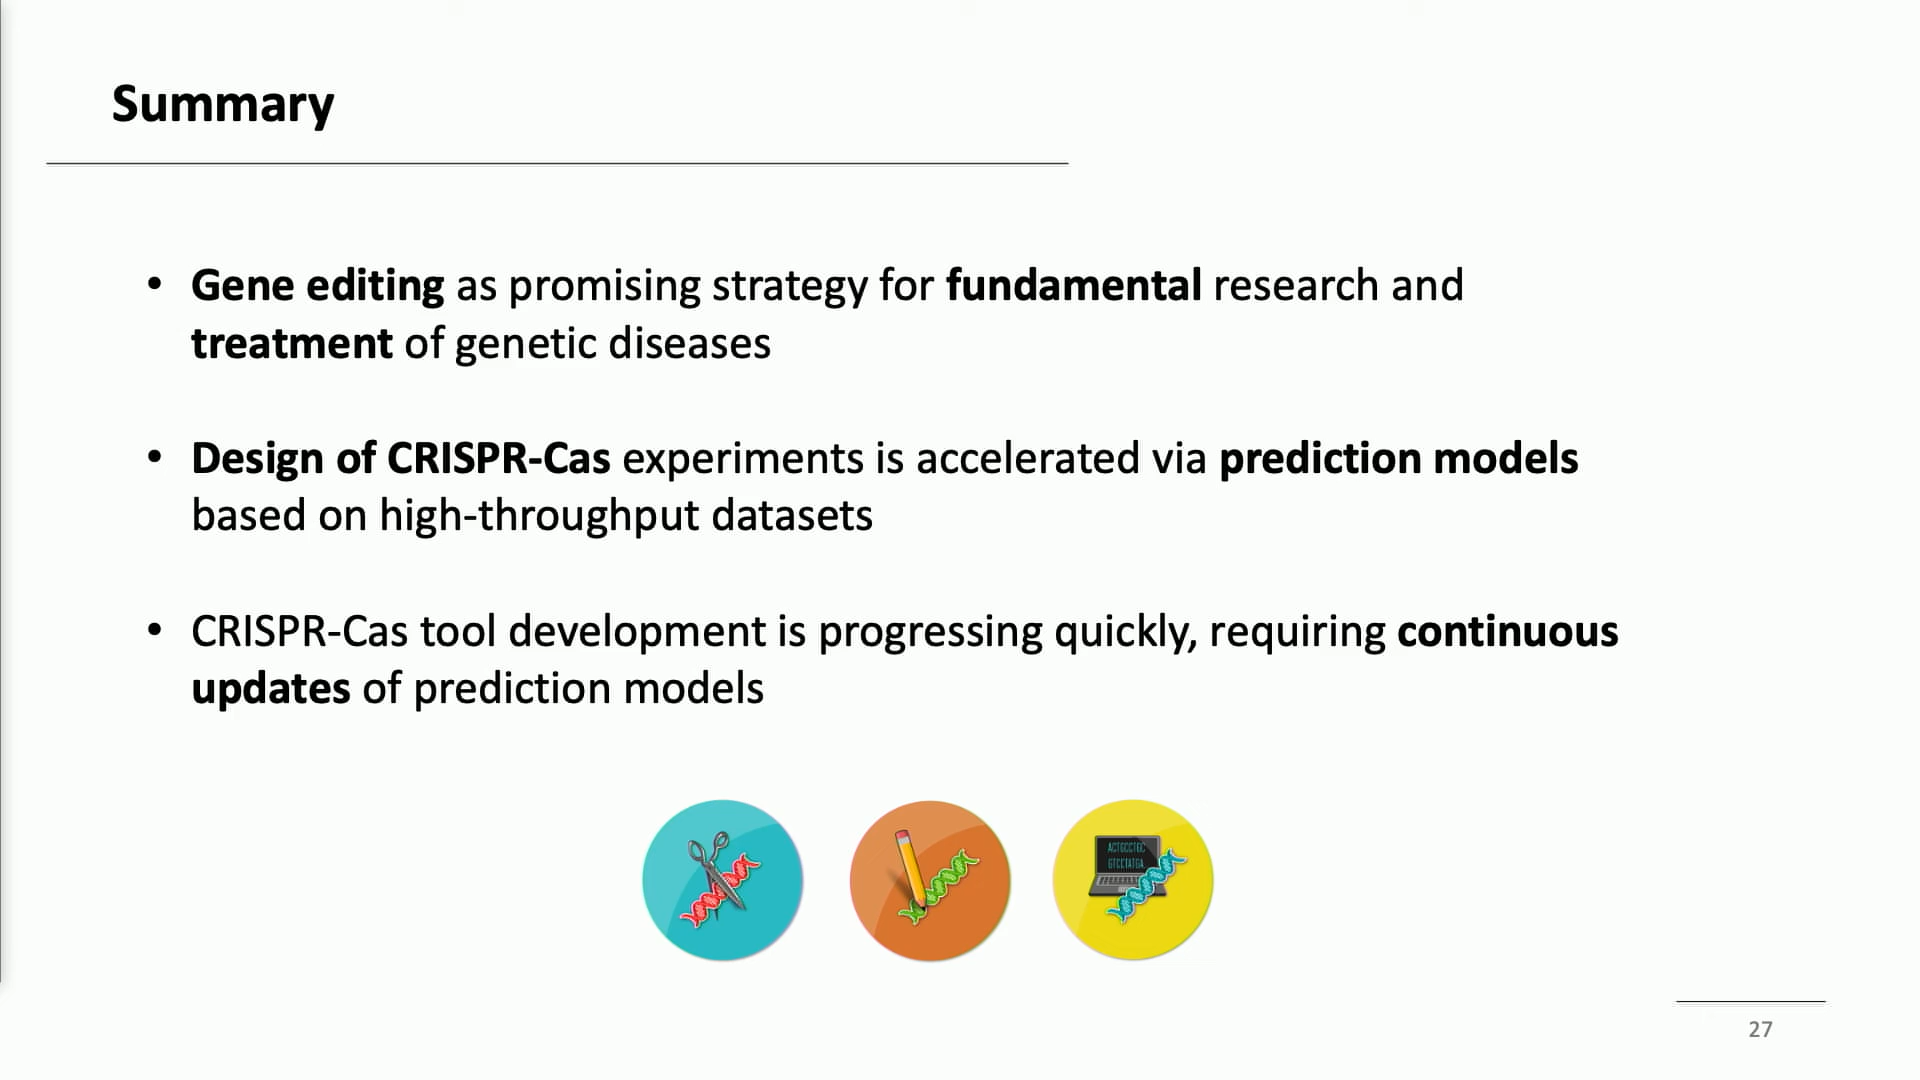 Summary
• Gene editing as promising strategy for fundamental research and
treatment of genetic diseases
• Design of CRISPR-Cas experiments is accelerated via prediction models
based on high-throughput datasets
• CRISPR-Cas tool development is progressing quickly, requiring continuous
updates of prediction models
ACTGCCTGC
GTCCTATGA
27